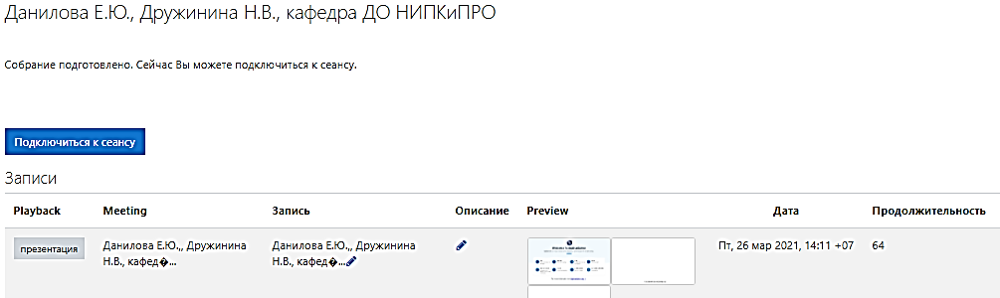 Данилова Е.Ю., Дружинина Н.В., кафедра ДО НИПКиПРО
Собрание подготовлено. Сейчас Вы можете подключиться к сеансу.
Подключиться к сеансу
Записи
Playback Meeting Запись Описание Preview Дата Продолжительность
презентация Данилова Е.Ю., Дружинина Данилова Е.Ю., Дружинина Пт, 26 мар 2021, 14:11 +07 64
Н.В., кафед�... Н.В., кафед�...